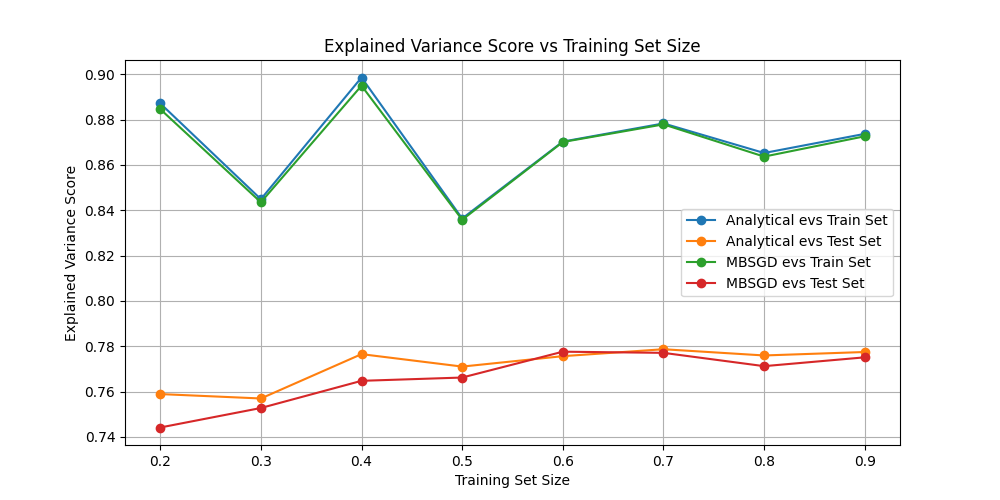 Explained Variance Score vs Training Set Size
Explained Variance Score
0.90
0.88
0.86
0.84
0.82
0.80
0.78
0.76
0.74
Analytical evs Train Set
Analytical evs Test Set
MBSGD evs Train Set
MBSGD evs Test Set
0.2 0.3 0.4 0.5 0.6 0.7 0.8 0.9
Training Set Size